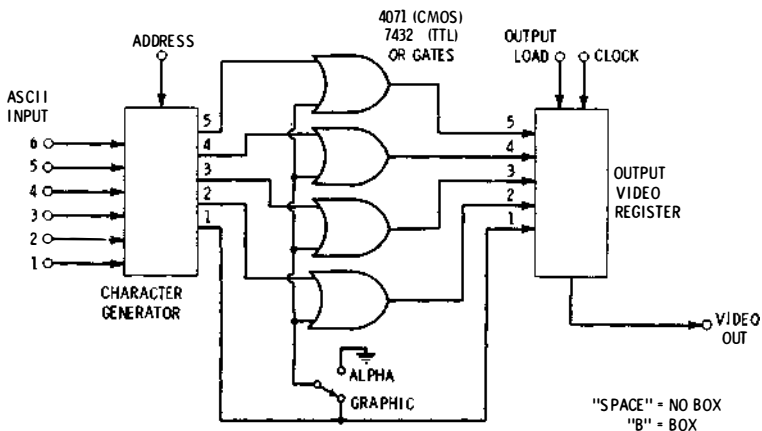 4071 (CMOS)
7432 (TTL)
OR GATES
ADDRESS
OUTPUT
LOAD
CLOCK
ASCII
INPUT
6
5
4
3
2
1
5
4
3
2
1
CHARACTER
GENERATOR
5
4
3
2
1
OUTPUT
VIDEO
REGISTER
ALPHA
GRAPHIC
VIDEO
OUT
"SPACE" = NO BOX
"B" = BOX